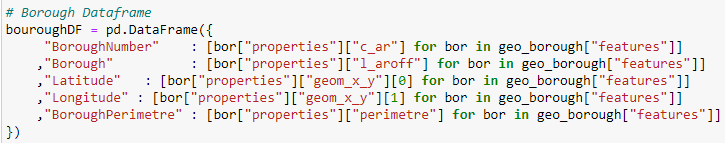 # Borough Dataframe
bouroughDF = pd.DataFrame({
     "BoroughNumber"    : [bor["properties"]["c_ar"] for bor in geo_borough["features"]]
    ,"Borough"          : [bor["properties"]["l_aroff"] for bor in geo_borough["features"]]
    ,"Latitude"   : [bor["properties"]["geom_x_y"][0] for bor in geo_borough["features"]]
    ,"Longitude" : [bor["properties"]["geom_x_y"][1] for bor in geo_borough["features"]]
    ,"BoroughPerimetre" : [bor["properties"]["perimetre"] for bor in geo_borough["features"]]
})